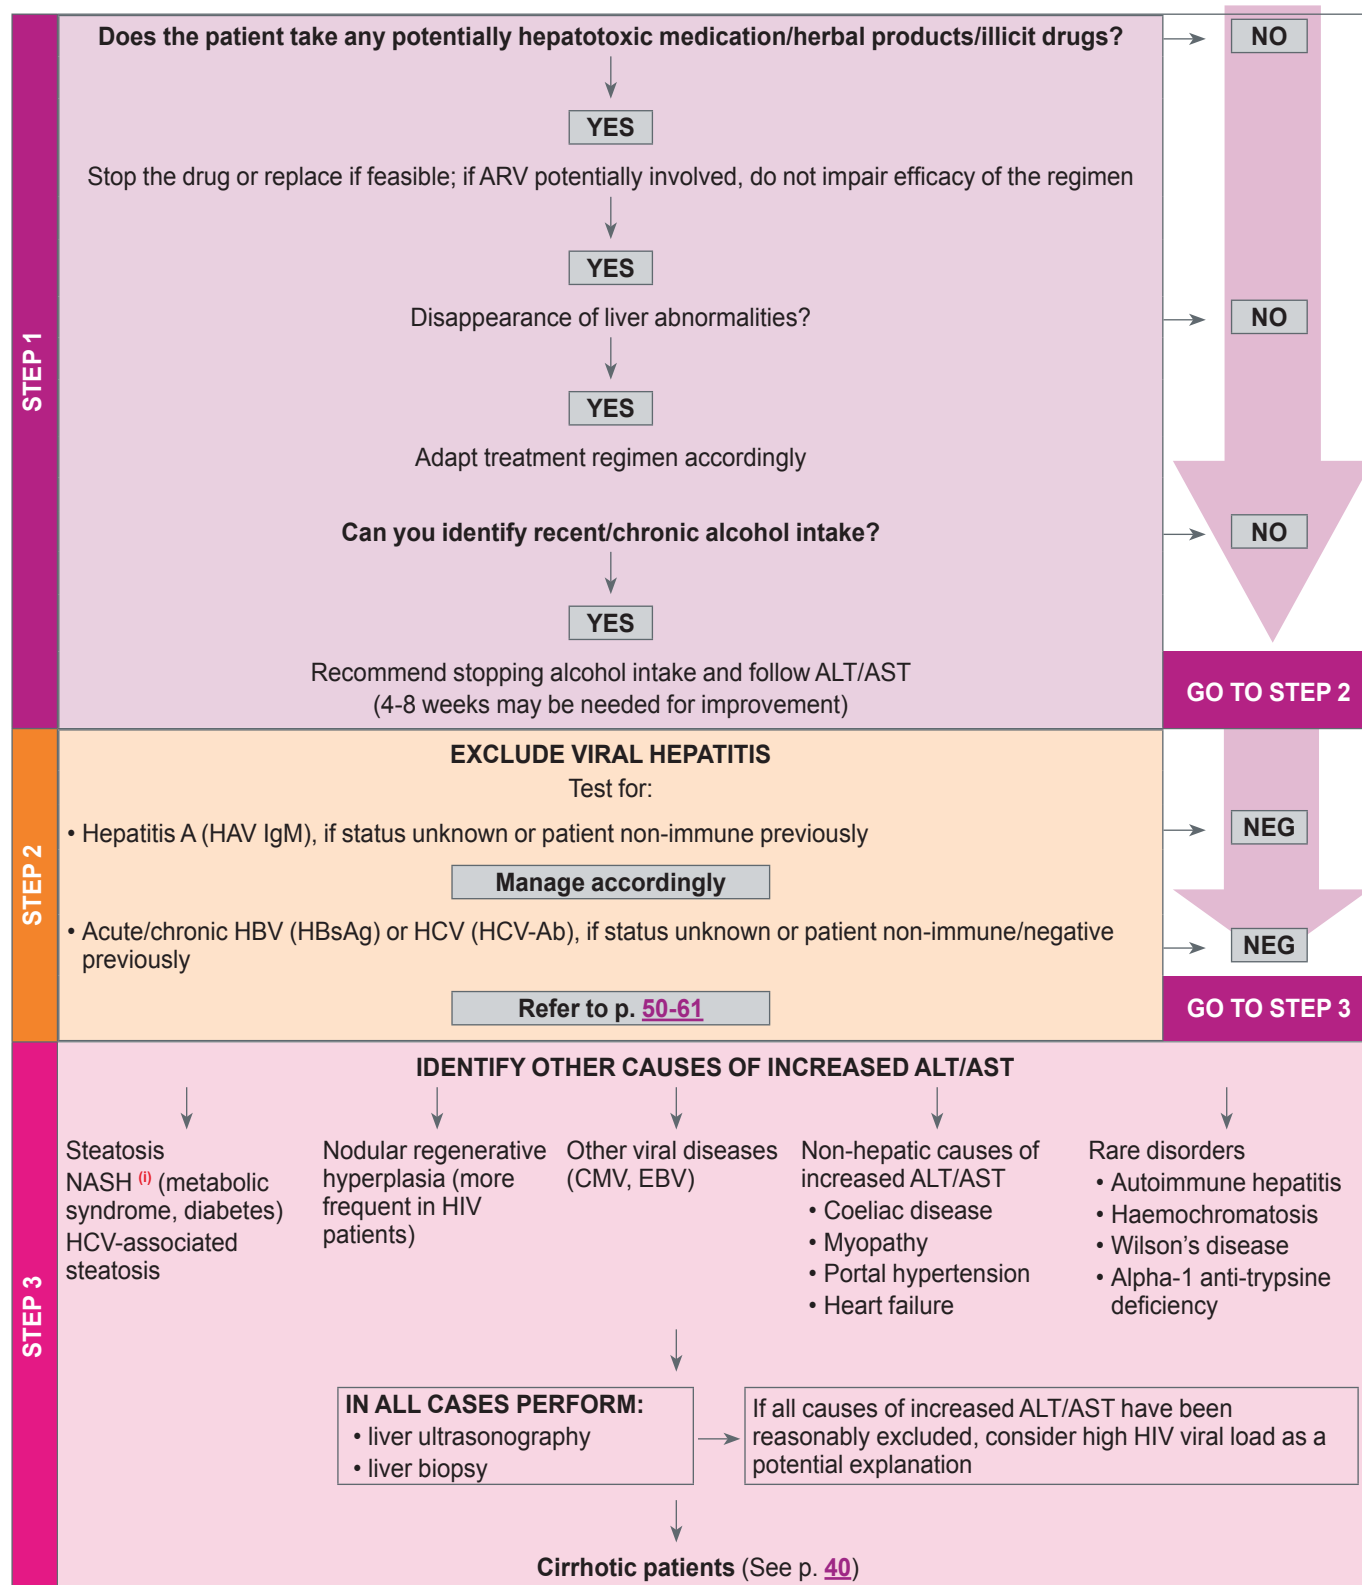 STEP 1
Does the patient take any potentially hepatotoxic medication/herbal products/illicit drugs?
NO
YES
Stop the drug or replace if feasible; if ARV potentially involved, do not impair efficacy of the regimen
YES
Disappearance of liver abnormalities?
NO
YES
Adapt treatment regimen accordingly
Can you identify recent/chronic alcohol intake?
NO
YES
Recommend stopping alcohol intake and follow ALT/AST
(4-8 weeks may be needed for improvement)
GO TO STEP 2
STEP 2
EXCLUDE VIRAL HEPATITIS
Test for:
• Hepatitis A (HAV IgM), if status unknown or patient non-immune previously
NEG
Manage accordingly
• Acute/chronic HBV (HBsAg) or HCV (HCV-Ab), if status unknown or patient non-immune/negative
previously
NEG
Refer to p. 50-61
GO TO STEP 3
STEP 3
IDENTIFY OTHER CAUSES OF INCREASED ALT/AST
Steatosis
NASH (i) (metabolic
syndrome, diabetes)
HCV-associated
steatosis
Nodular regenerative
hyperplasia (more
frequent in HIV
patients)
Other viral diseases
(CMV, EBV)
Non-hepatic causes of
increased ALT/AST
• Coeliac disease
• Myopathy
• Portal hypertension
• Heart failure
Rare disorders
• Autoimmune hepatitis
• Haemochromatosis
• Wilson's disease
• Alpha-1 anti-trypsine
deficiency
IN ALL CASES PERFORM:
• liver ultrasonography
• liver biopsy
If all causes of increased ALT/AST have been
reasonably excluded, consider high HIV viral load as a
potential explanation
Cirrhotic patients (See p. 40)